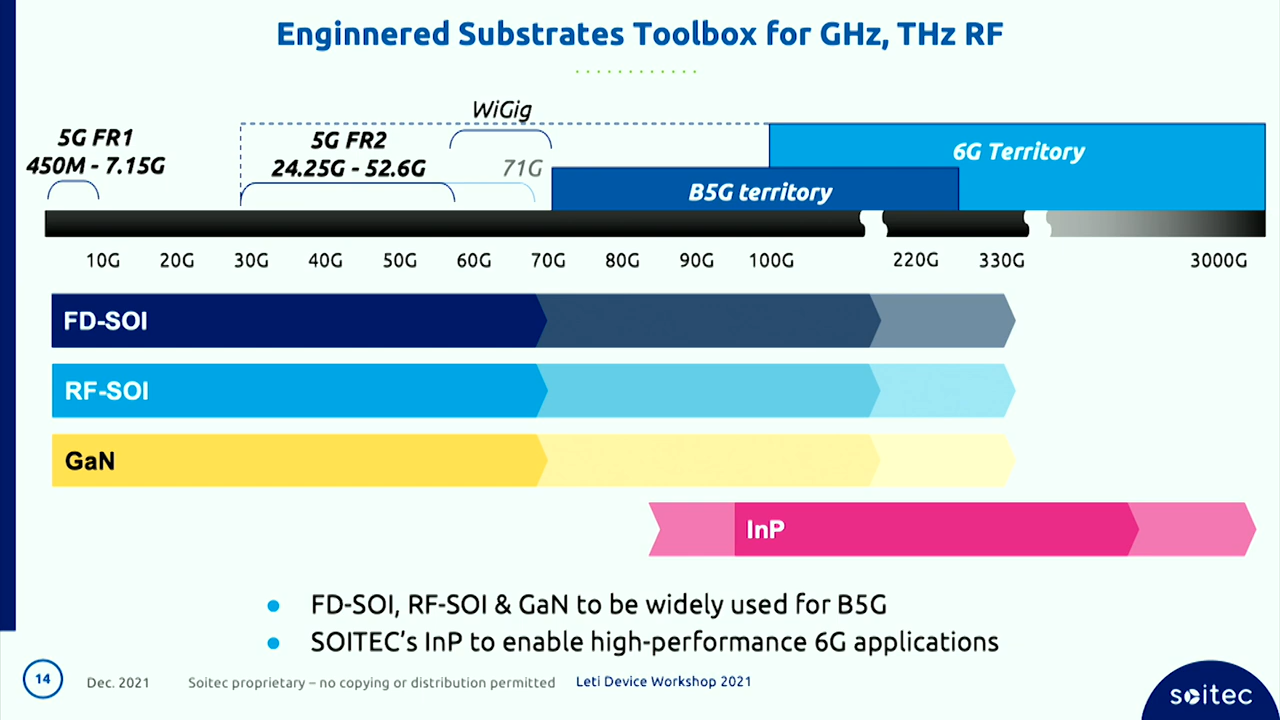 Enginnered Substrates Toolbox for GHz, THz RF
WiGig
5G FR1
450M - 7.15G
5G FR2
24.25G - 52.6G
71G
6G Territory
B5G territory
10G 20G 30G 40G 50G 60G 70G 80G 90G 100G 220G 330G 3000G
FD-SOI
RF-SOI
GaN
InP
FD-SOI, RF-SOI & GaN to be widely used for B5G
SOITEC's InP to enable high-performance 6G applications
14 Dec. 2021 Soitec proprietary – no copying or distribution permitted Leti Device Workshop 2021
soitec